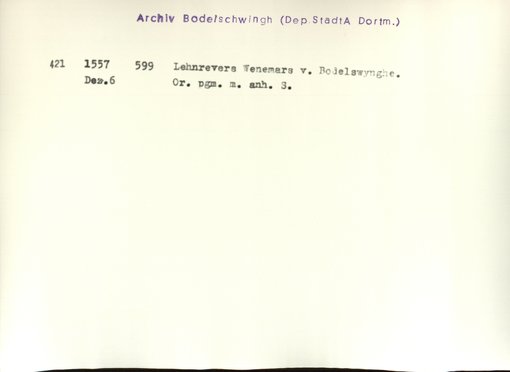 Archiv Bodelschwingh (Dep.StadtA Dortm.)
421 1557 599 Lehnrevers Wenemars v. Bodelswynghe.
Dez.6 Or. pgm. m. anh. S.